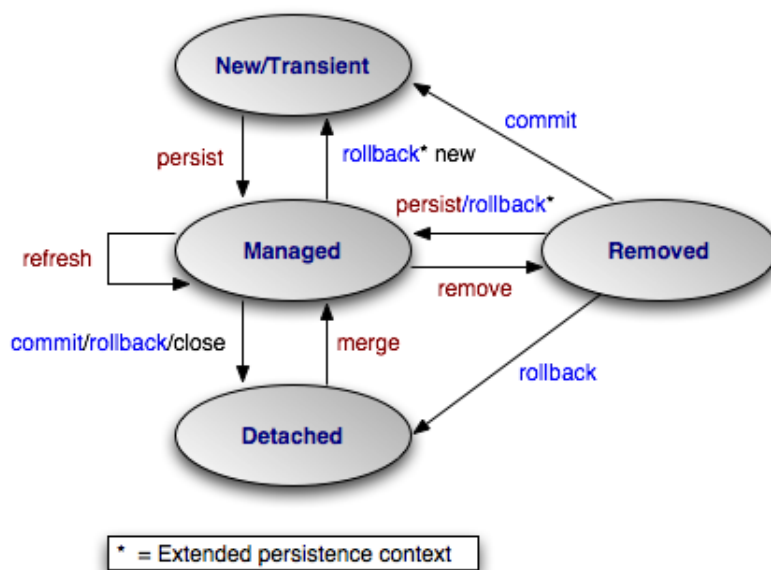 New/Transient
commit
persist
rollback* new
persist/rollback*
Managed
Removed
refresh
remove
commit/rollback/close
merge
rollback
Detached
* = Extended persistence context